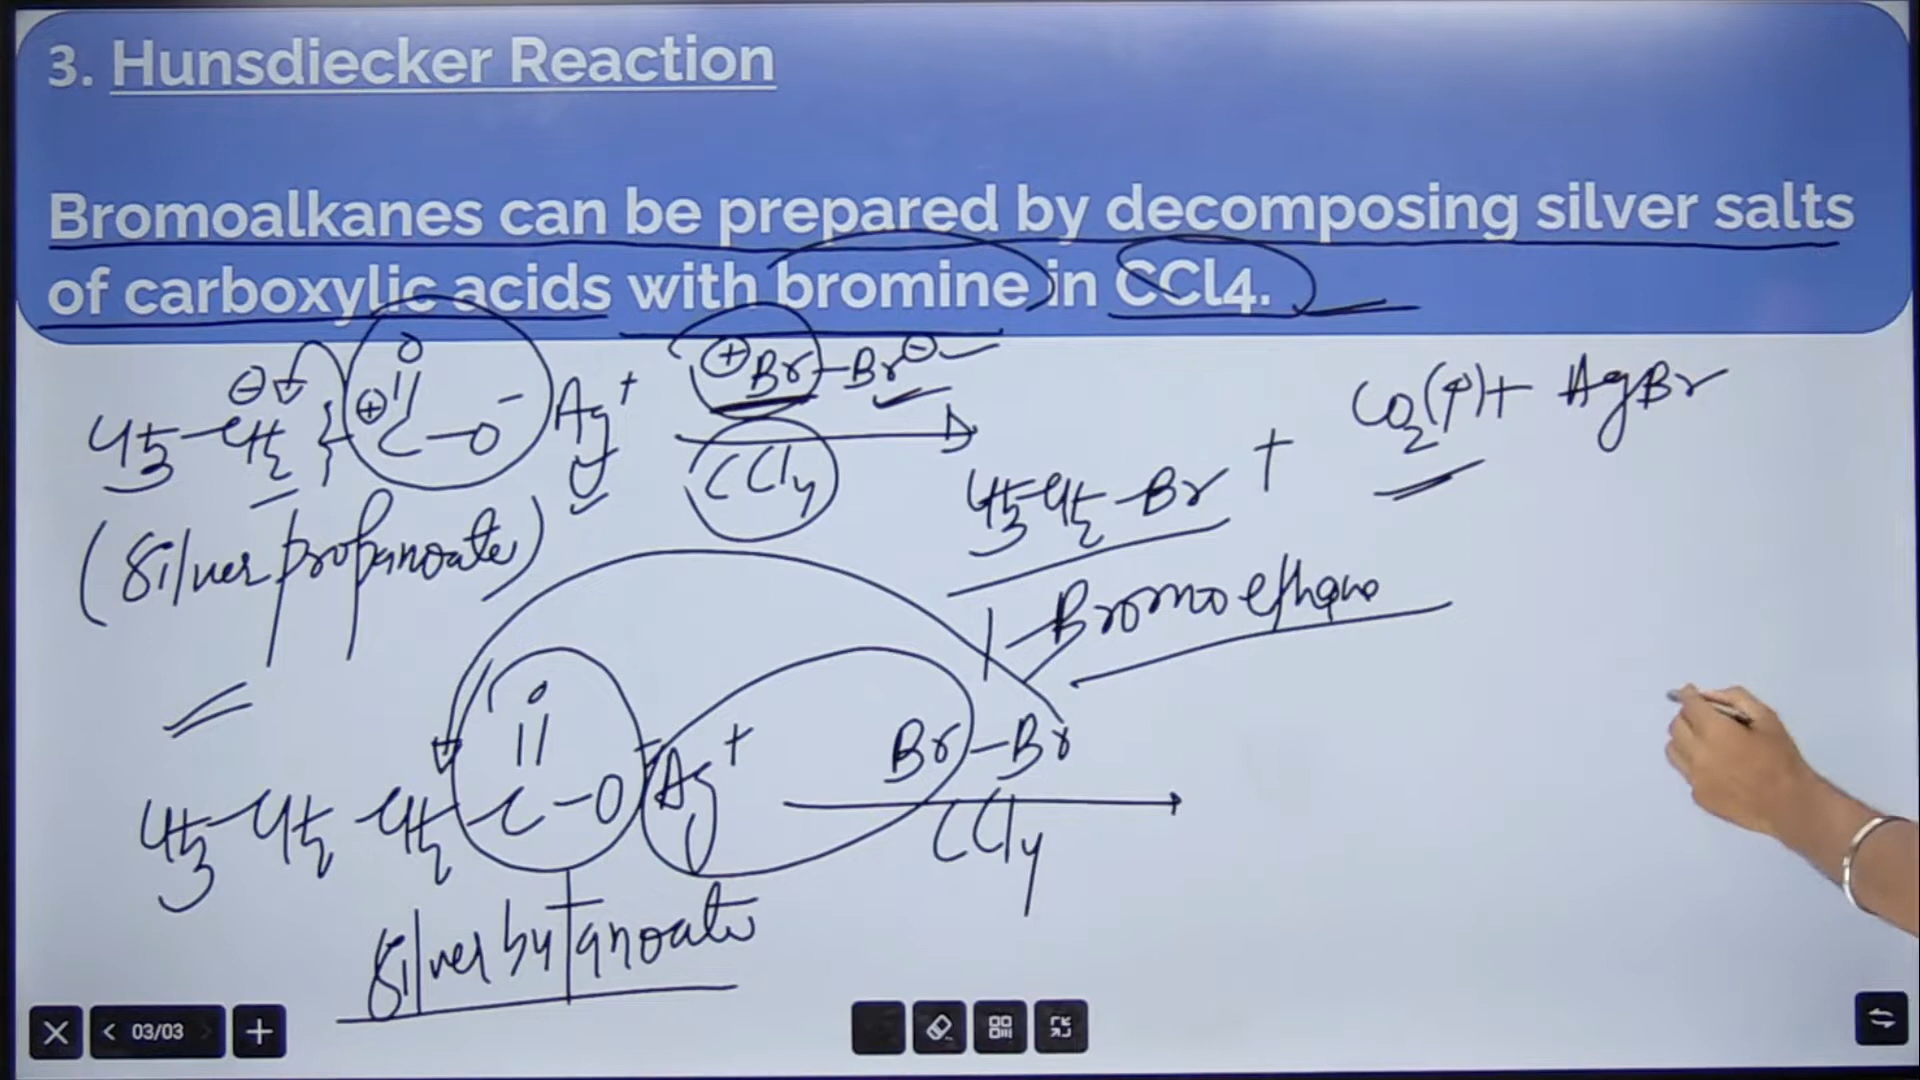 3. Hunsdiecker Reaction
Bromoalkanes can be prepared by decomposing silver salts
of carboxylic acids with bromine in CCl4.
O
||
CH3-CH2 } ⊕C-O⁻ Ag⁺
⊖
⊕Br-Br⊖
CCl4
CO2(↑)+ AgBr
CH3CH2-Br +
(Silver propanoate)
1-Bromoethane
O
||
CH3-CH2-CH2-C-O⁻Ag⁺
Br-Br
CCl4
Silver butanoate
03/03